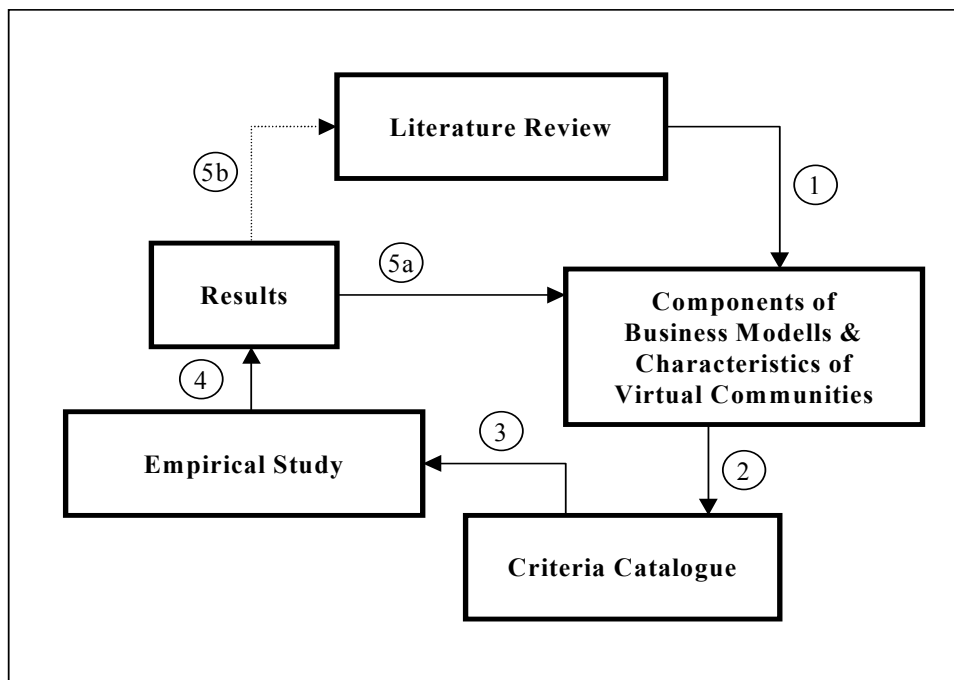 Literature Review
5b
1
Results
5a
Components of
Business Modells &
Characteristics of
Virtual Communities
4
Empirical Study
3
2
Criteria Catalogue